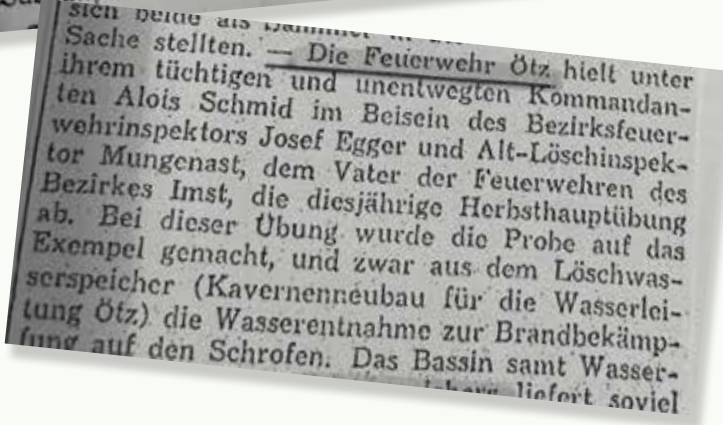 sich beide als
Sache stellten. — Die Feuerwehr Ötz hielt unter
ihrem tüchtigen und unentwegten Kommandan-
ten Alois Schmid im Beisein des Bezirksfeuer-
wehrinspektors Josef Egger und Alt-Löschinspek-
tor Mungenast, dem Vater der Feuerwehren des
Bezirkes Imst, die diesjährige Herbsthauptübung
ab. Bei dieser Übung wurde die Probe auf das
Exempel gemacht, und zwar aus dem Löschwas-
serspeicher (Kavernenneubau für die Wasserlei-
tung Ötz) die Wasserentnahme zur Brandbekämp-
fung auf den Schrofen. Das Bassin samt Wasser-
liefert soviel